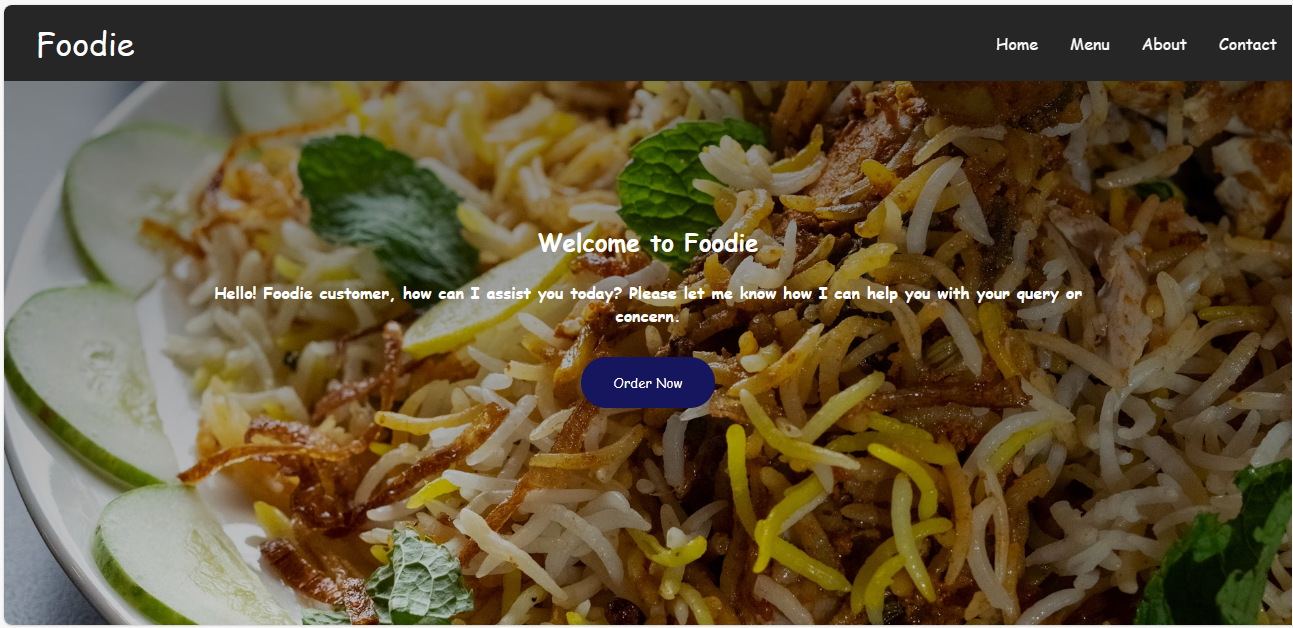 Foodie
Home Menu About Contact
Welcome to Foodie
Hello! Foodie customer, how can I assist you today? Please let me know how I can help you with your query or
concern.
Order Now